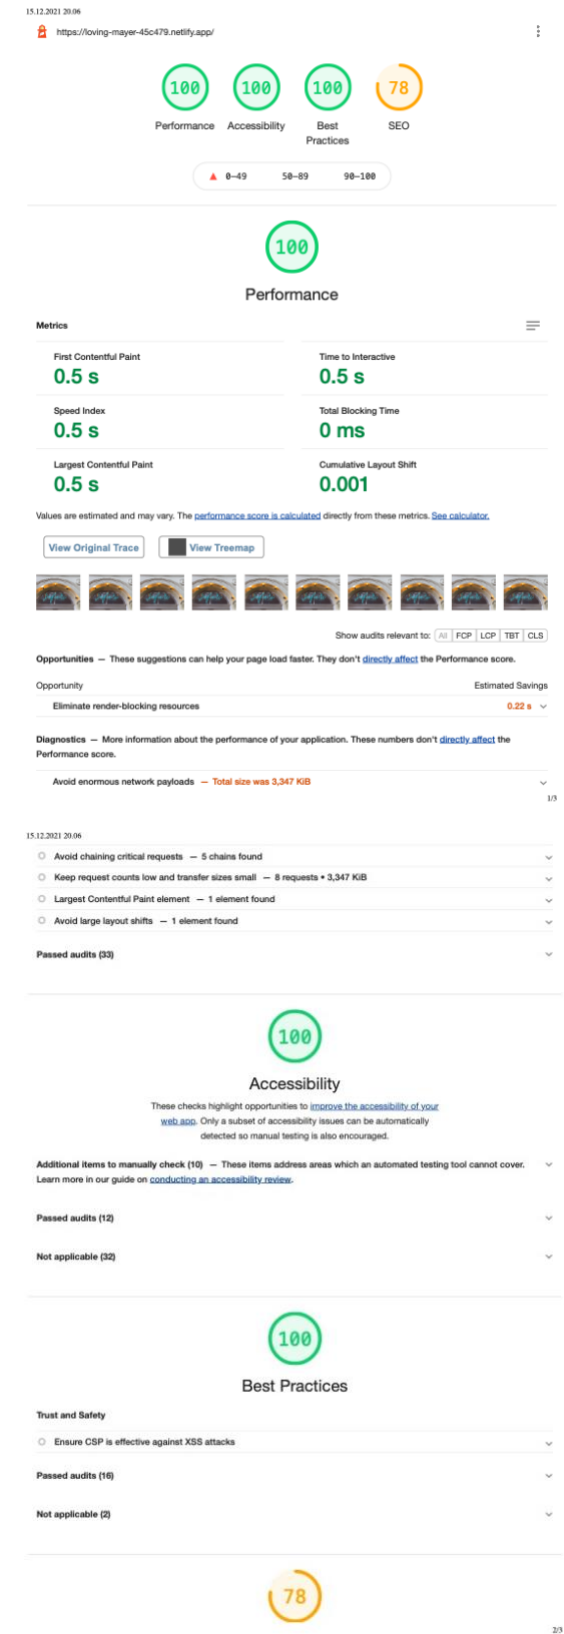 15.12.2021 20.06
https://loving-mayer-45c479.netlify.app/
100
100
100
78
Performance
Accessibility
Best
Practices
SEO
0–49
50–89
90–100
100
Performance
Metrics
First Contentful Paint
0.5 s
Time to Interactive
0.5 s
Speed Index
0.5 s
Total Blocking Time
0 ms
Largest Contentful Paint
0.5 s
Cumulative Layout Shift
0.001
Values are estimated and may vary. The performance score is calculated directly from these metrics. See calculator.
View Original Trace
View Treemap
Show audits relevant to: All FCP LCP TBT CLS
Opportunities — These suggestions can help your page load faster. They don't directly affect the Performance score.
Opportunity
Estimated Savings
Eliminate render-blocking resources
0.22 s
Diagnostics — More information about the performance of your application. These numbers don't directly affect the
Performance score.
Avoid enormous network payloads — Total size was 3,347 KiB
1/3
15.12.2021 20.06
Avoid chaining critical requests — 5 chains found
Keep request counts low and transfer sizes small — 8 requests • 3,347 KiB
Largest Contentful Paint element — 1 element found
Avoid large layout shifts — 1 element found
Passed audits (33)
100
Accessibility
These checks highlight opportunities to improve the accessibility of your
web app. Only a subset of accessibility issues can be automatically
detected so manual testing is also encouraged.
Additional items to manually check (10) — These items address areas which an automated testing tool cannot cover.
Learn more in our guide on conducting an accessibility review.
Passed audits (12)
Not applicable (32)
100
Best Practices
Trust and Safety
Ensure CSP is effective against XSS attacks
Passed audits (16)
Not applicable (2)
78
2/3